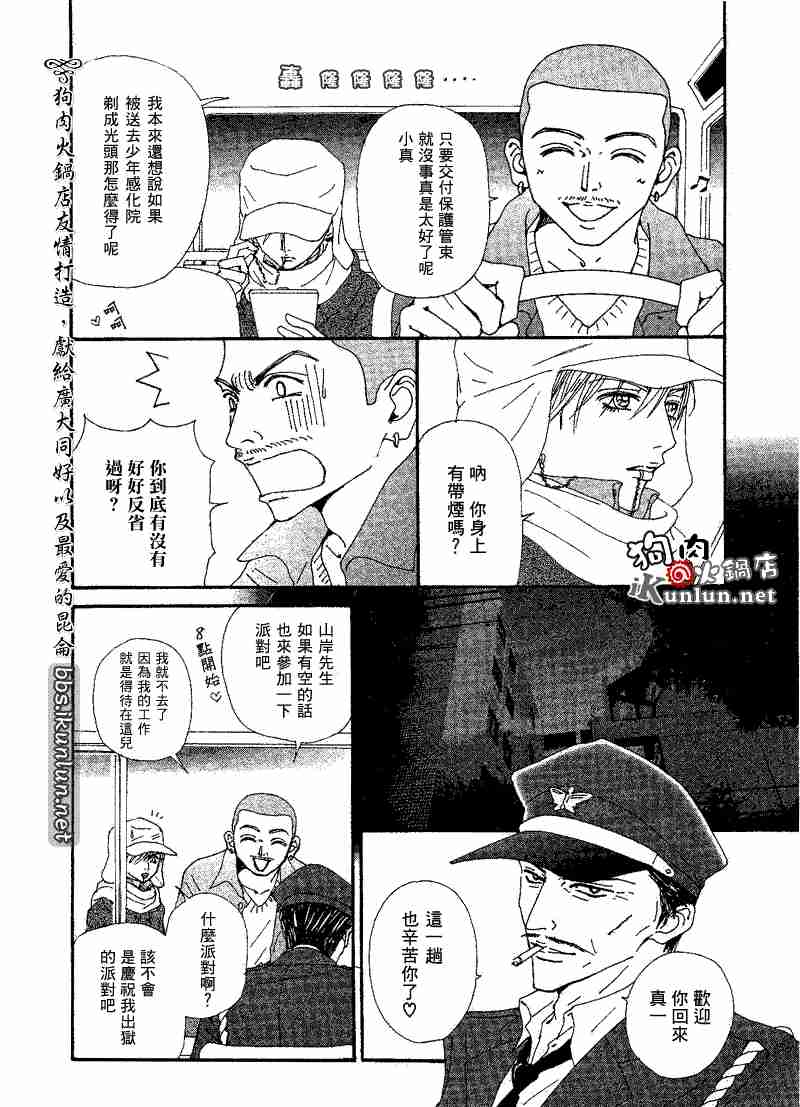 轟隆隆隆隆····
只要交付保護管束
就沒事真是
太好了呢
小真
我本來還想說如果
被送去少年感化院
剃成光頭那怎麼得了呢
呵
呵
吶 你身上
有帶煙嗎？
你到底有沒有
好好反省
過呀？
狗肉
火鍋店
iKunlun.net
歡迎
你回來
真一
這一趟
也辛苦你了♡
山岸先生
如果有空的話
也來參加一下
派對吧
8點開始♡
我就不去了
因為我的工作
就是得待在這兒
什麼派對啊？
該不會
是慶祝我出獄
的派對吧
狗肉火鍋店友情打造，獻給廣大同好以及最愛的昆侖
bbs.ikunlun.net